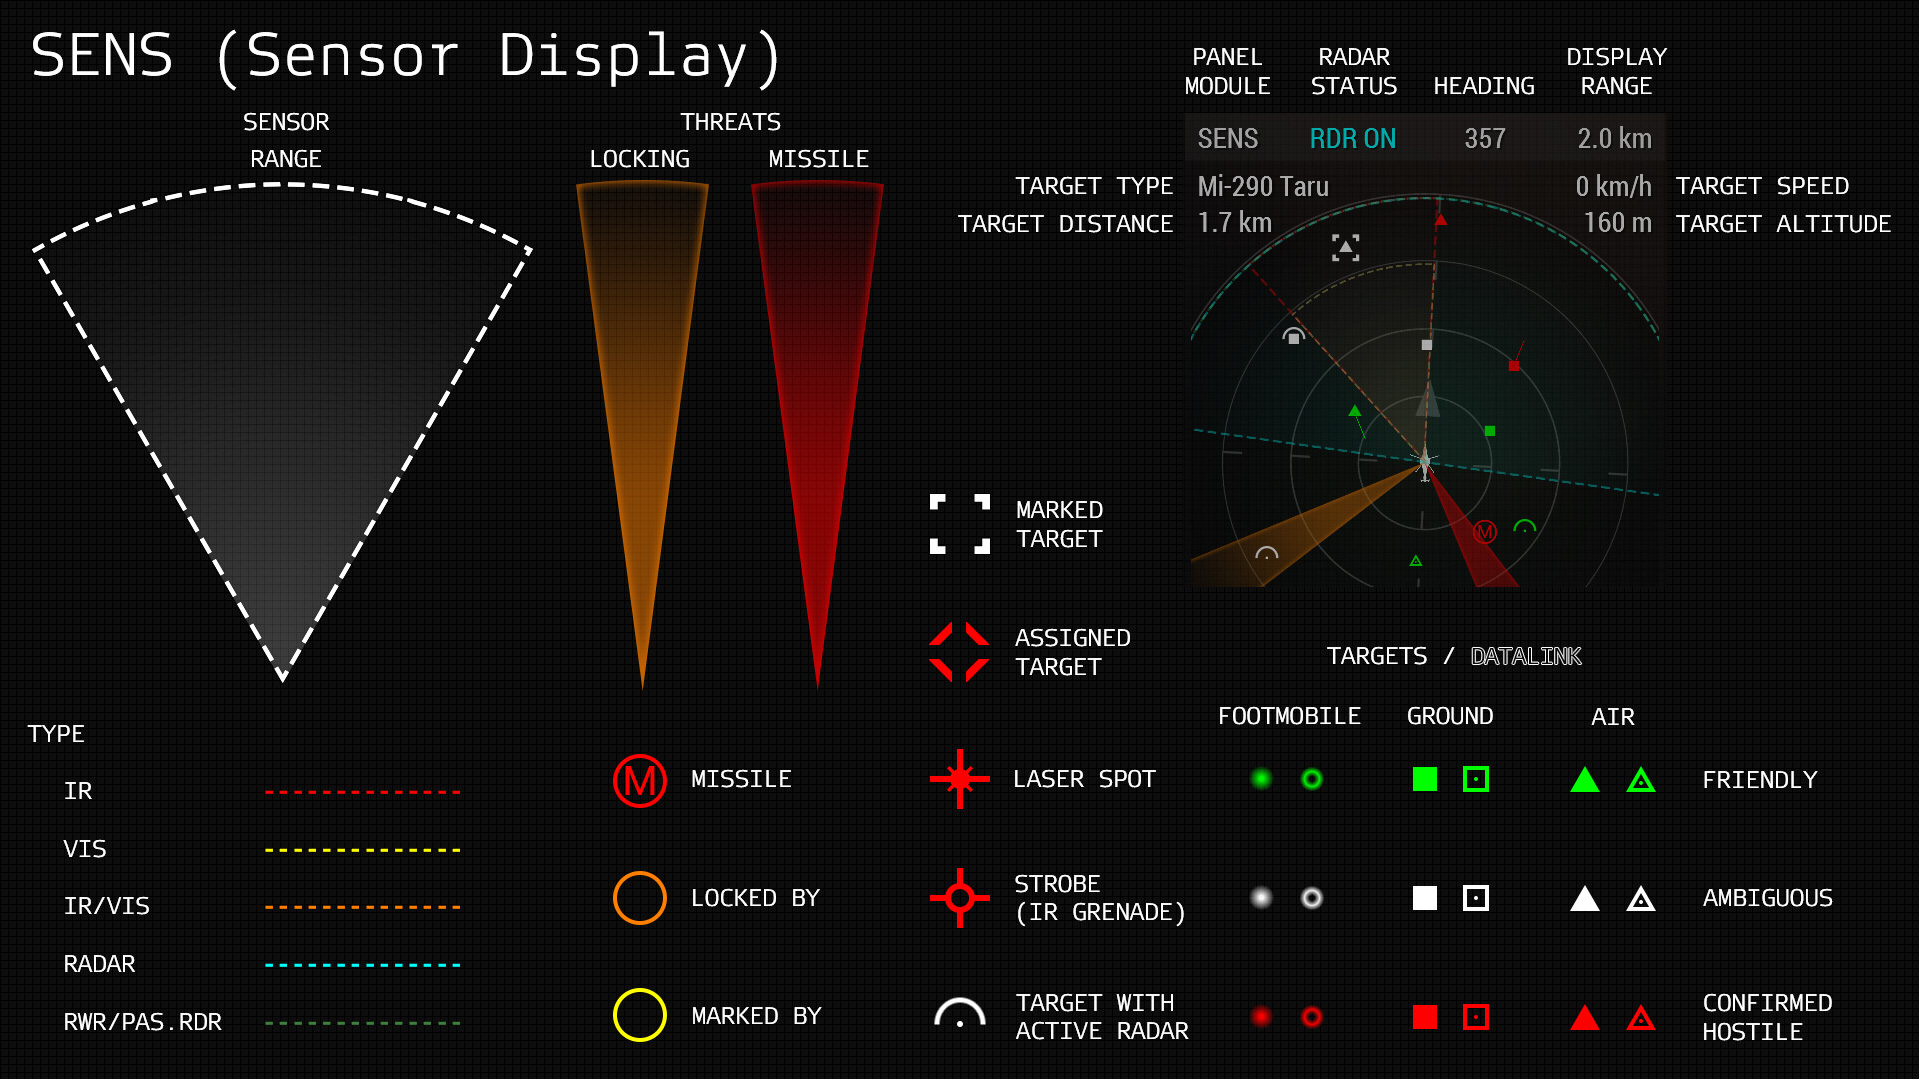 SENS (Sensor Display)
SENSOR
RANGE
THREATS
LOCKING
MISSILE
PANEL
MODULE
RADAR
STATUS
HEADING
DISPLAY
RANGE
SENS
RDR ON
357
2.0 km
TARGET TYPE
Mi-290 Taru
0 km/h
TARGET SPEED
TARGET DISTANCE
1.7 km
160 m
TARGET ALTITUDE
M
MARKED
TARGET
ASSIGNED
TARGET
TYPE
IR
VIS
IR/VIS
RADAR
RWR/PAS.RDR
M
MISSILE
LOCKED BY
MARKED BY
LASER SPOT
STROBE
(IR GRENADE)
TARGET WITH
ACTIVE RADAR
TARGETS / DATALINK
FOOTMOBILE
GROUND
AIR
FRIENDLY
AMBIGUOUS
CONFIRMED
HOSTILE